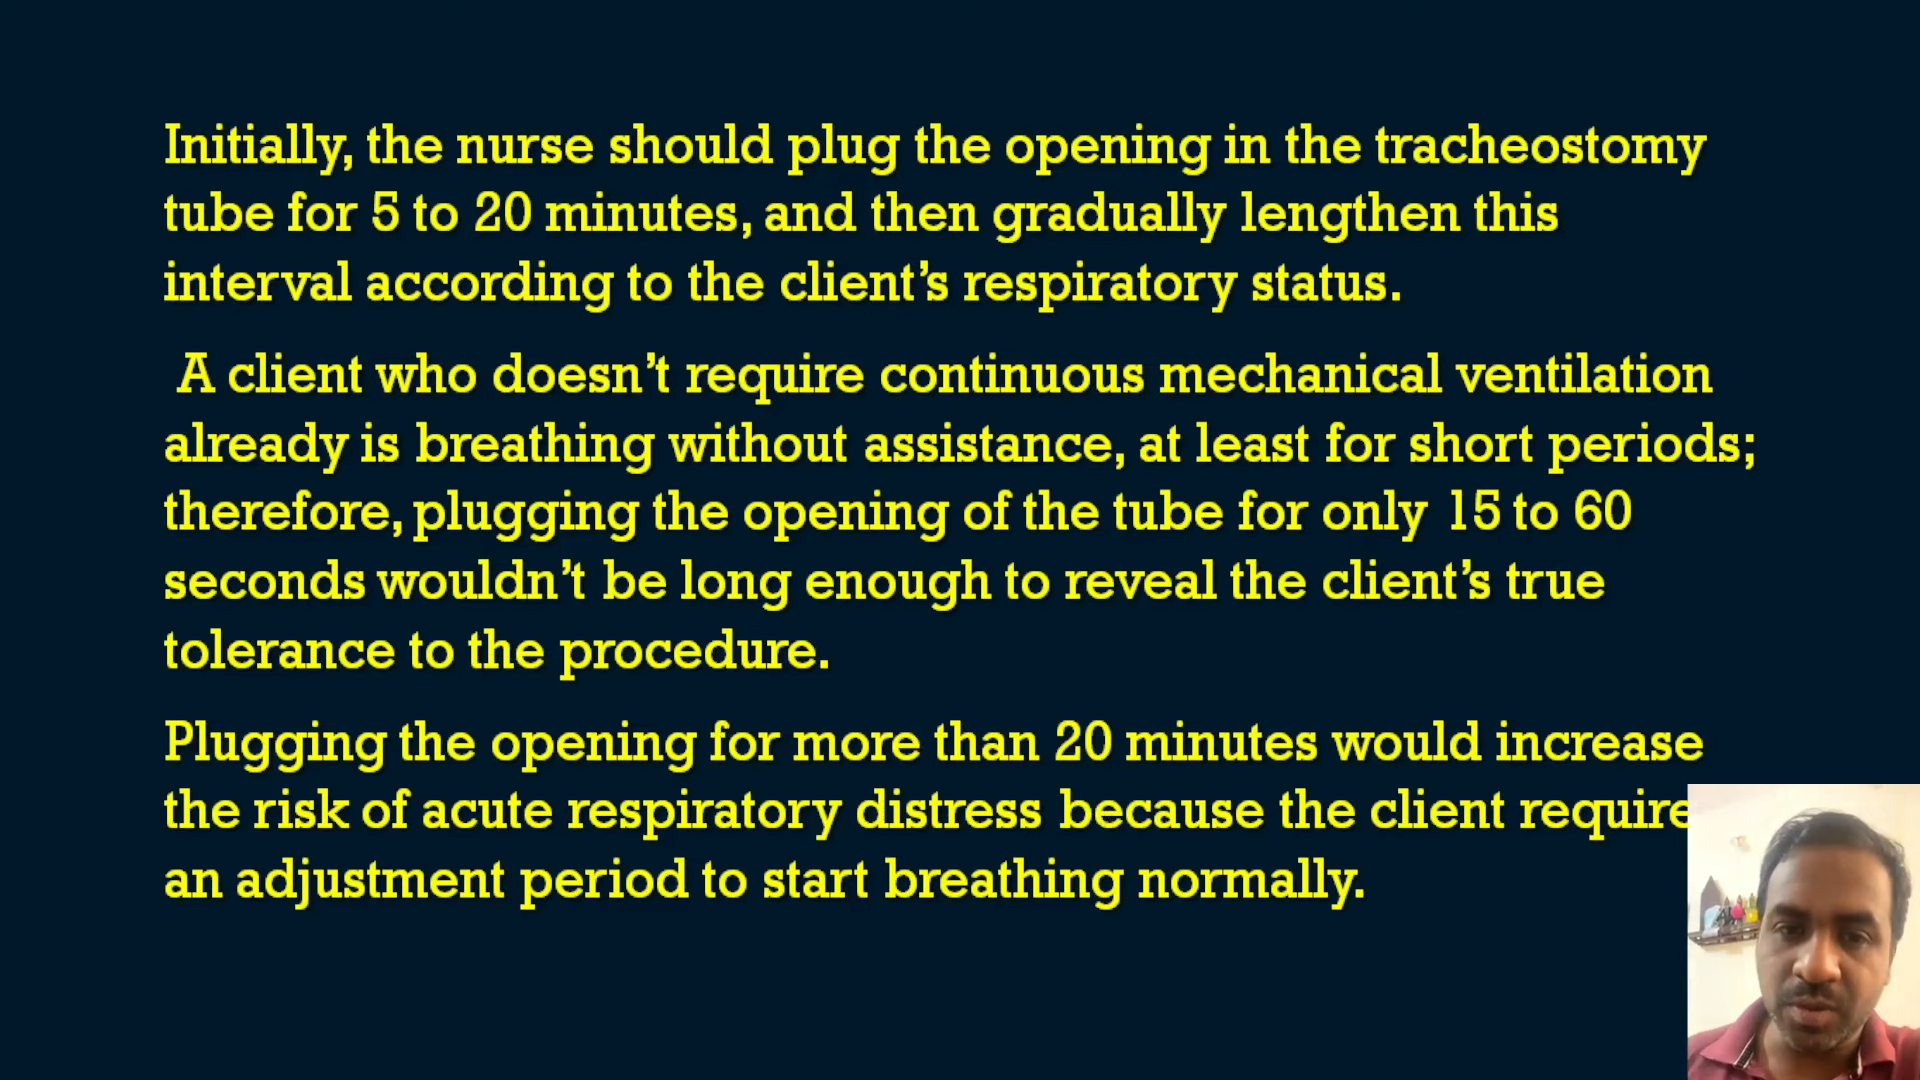 Initially, the nurse should plug the opening in the tracheostomy
tube for 5 to 20 minutes, and then gradually lengthen this
interval according to the client’s respiratory status.
A client who doesn’t require continuous mechanical ventilation
already is breathing without assistance, at least for short periods;
therefore, plugging the opening of the tube for only 15 to 60
seconds wouldn’t be long enough to reveal the client’s true
tolerance to the procedure.
Plugging the opening for more than 20 minutes would increase
the risk of acute respiratory distress because the client require
an adjustment period to start breathing normally.